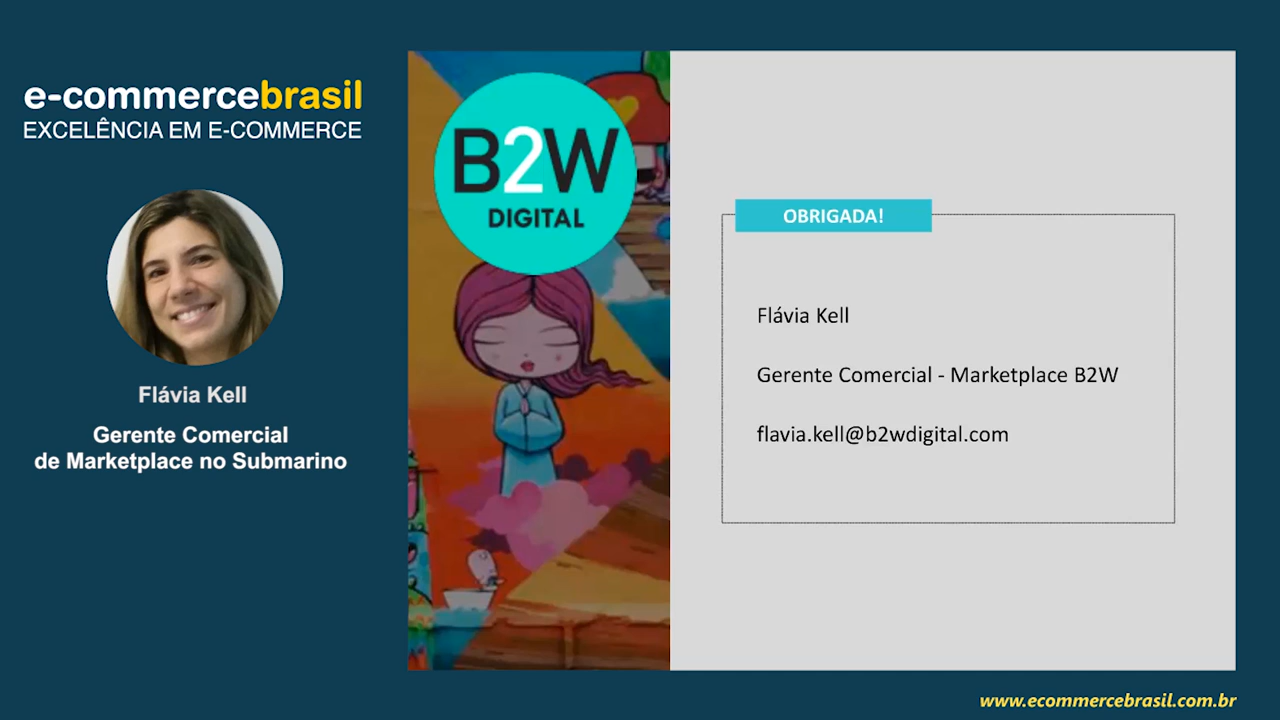 e-commercebrasil
EXCELÊNCIA EM E-COMMERCE
Flávia Kell
Gerente Comercial
de Marketplace no Submarino
B2W
DIGITAL
OBRIGADA!
Flávia Kell
Gerente Comercial - Marketplace B2W
flavia.kell@b2wdigital.com
www.ecommercebrasil.com.br